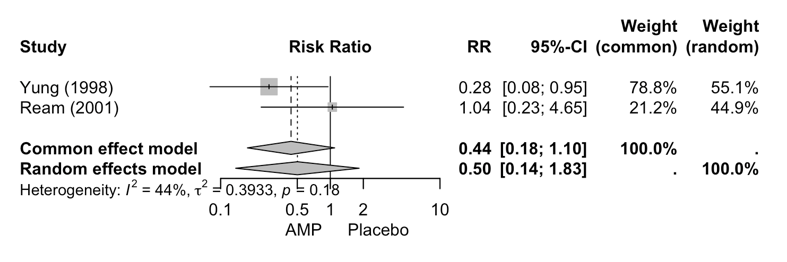 Weight Weight
Study Risk Ratio RR 95%-CI (common) (random)
Yung (1998) 0.28 [0.08; 0.95] 78.8% 55.1%
Ream (2001) 1.04 [0.23; 4.65] 21.2% 44.9%
Common effect model 0.44 [0.18; 1.10] 100.0% .
Random effects model 0.50 [0.14; 1.83] . 100.0%
Heterogeneity: I² = 44%, τ² = 0.3933, p = 0.18
0.1 0.5 1 2 10
AMP Placebo